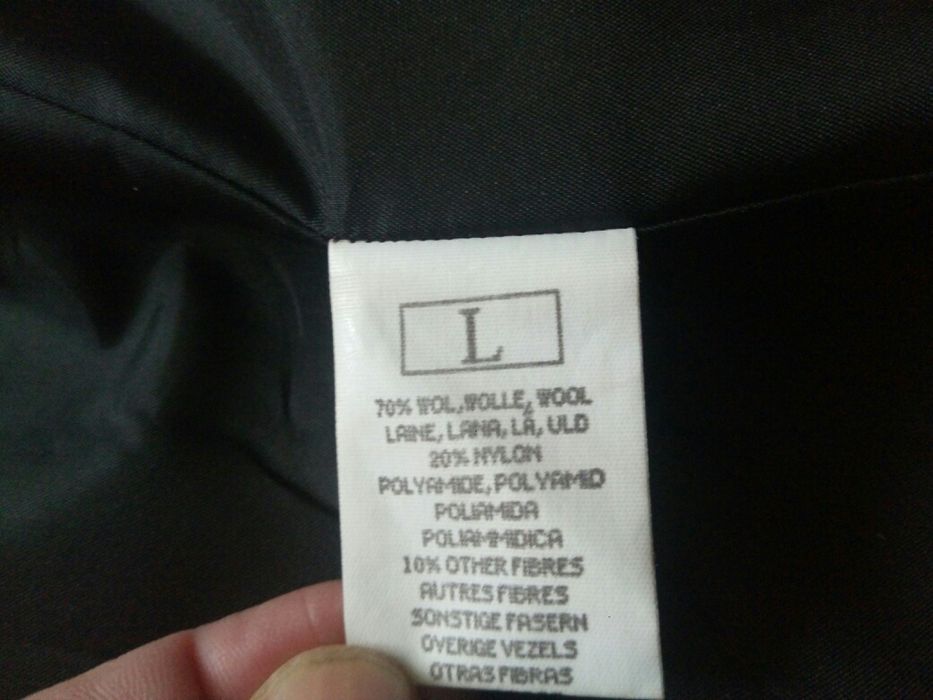 L
70% WOL, WOLLE, WOOL
LAINE, LANA, LÃ, ULD
20% NYLON
POLYAMIDE, POLYAMID
POLIAMIDA
POLIAMMIDICA
10% OTHER FIBRES
AUTRES FIBRES
SONSTIGE FASERN
OVERIGE VEZELS
OTRAS FIBRAS